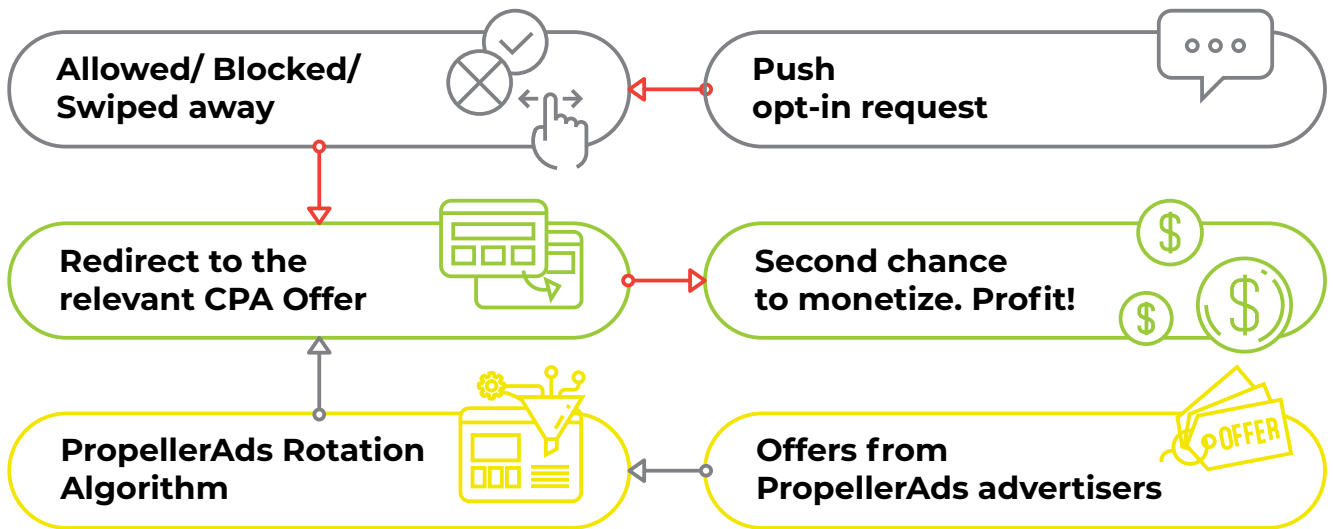 Allowed/ Blocked/
Swiped away
Push
opt-in request
Redirect to the
relevant CPA Offer
$
Second chance
to monetize. Profit!
$
$
PropellerAds Rotation
Algorithm
Offers from
PropellerAds advertisers
OFFER